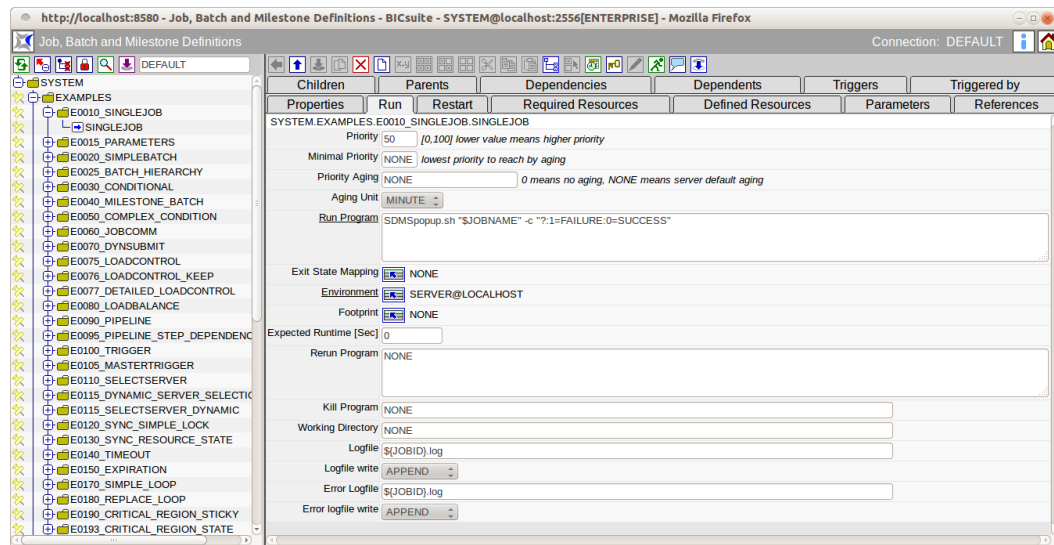 http://localhost:8580 - Job, Batch and Milestone Definitions - BICsuite - SYSTEM@localhost:2556[ENTERPRISE] - Mozilla Firefox
Job, Batch and Milestone Definitions
Connection: DEFAULT
DEFAULT
SYSTEM
EXAMPLES
E0010_SINGLEJOB
SINGLEJOB
E0015_PARAMETERS
E0020_SIMPLEBATCH
E0025_BATCH_HIERARCHY
E0030_CONDITIONAL
E0040_MILESTONE_BATCH
E0050_COMPLEX_CONDITION
E0060_JOBCOMM
E0070_DYNSUBMIT
E0075_LOADCONTROL
E0076_LOADCONTROL_KEEP
E0077_DETAILED_LOADCONTROL
E0080_LOADBALANCE
E0090_PIPELINE
E0095_PIPELINE_STEP_DEPENDENC
E0100_TRIGGER
E0105_MASTERTRIGGER
E0110_SELECTSERVER
E0115_DYNAMIC_SERVER_SELECTIO
E0115_SELECTSERVER_DYNAMIC
E0120_SYNC_SIMPLE_LOCK
E0130_SYNC_RESOURCE_STATE
E0140_TIMEOUT
E0150_EXPIRATION
E0170_SIMPLE_LOOP
E0180_REPLACE_LOOP
E0190_CRITICAL_REGION_STICKY
E0193_CRITICAL_REGION_STATE
Children Parents Dependencies Dependents Triggers Triggered by
Properties Run Restart Required Resources Defined Resources Parameters References
SYSTEM.EXAMPLES.E0010_SINGLEJOB.SINGLEJOB
Priority 50 [0,100] lower value means higher priority
Minimal Priority NONE lowest priority to reach by aging
Priority Aging NONE 0 means no aging, NONE means server default aging
Aging Unit MINUTE
Run Program SDMSpopup.sh "$JOBNAME" -c "?:1=FAILURE:0=SUCCESS"
Exit State Mapping NONE
Environment SERVER@LOCALHOST
Footprint NONE
Expected Runtime [Sec] 0
Rerun Program NONE
Kill Program NONE
Working Directory NONE
Logfile ${JOBID}.log
Logfile write APPEND
Error Logfile ${JOBID}.log
Error logfile write APPEND